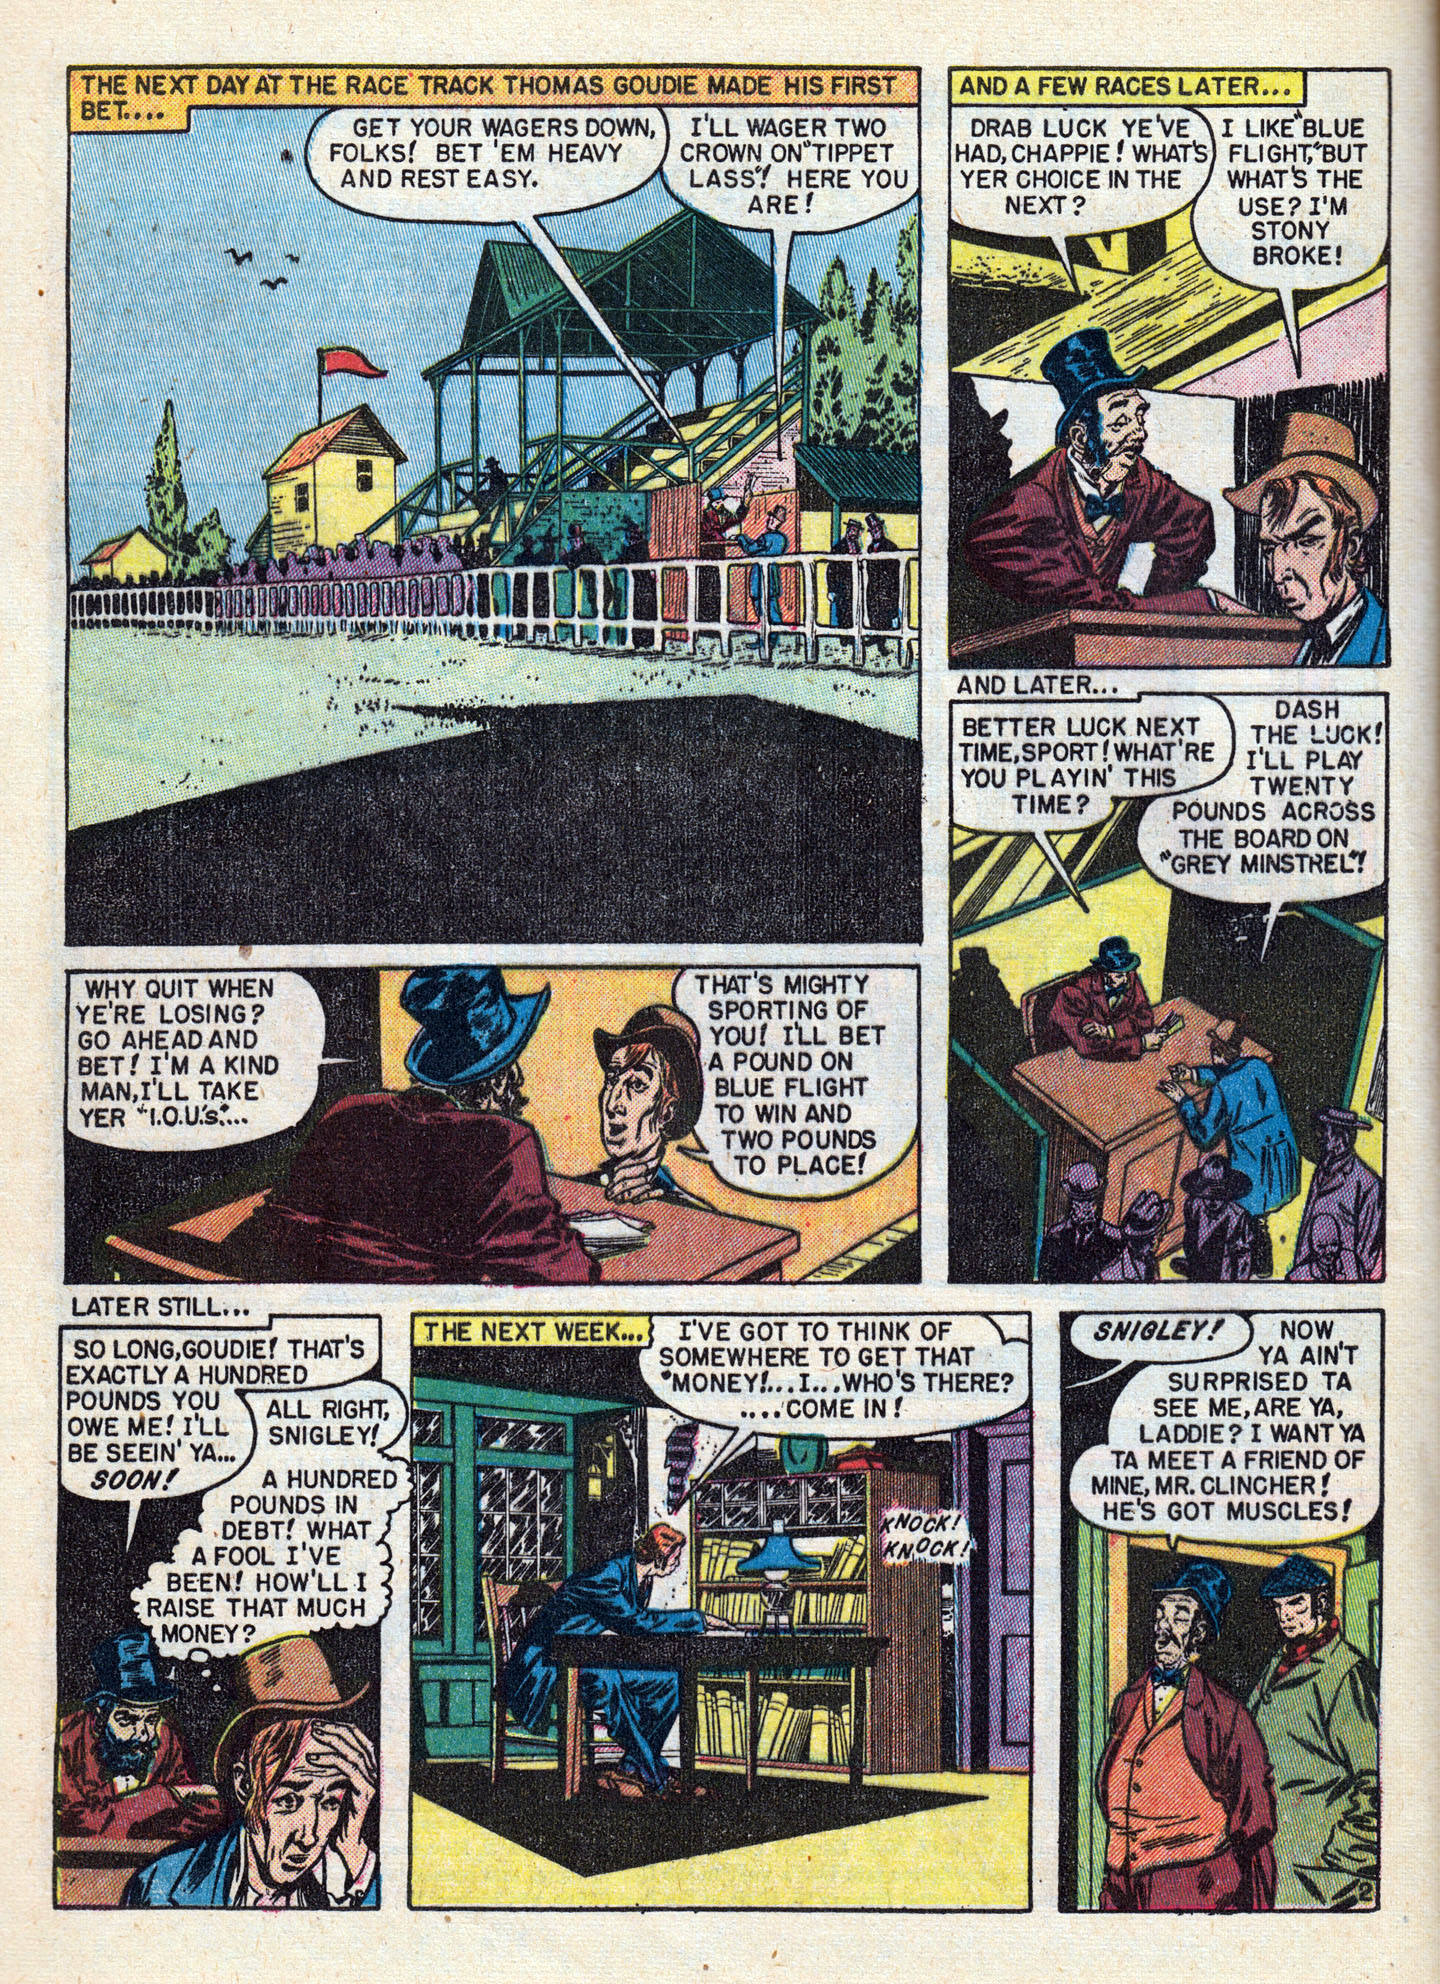 THE NEXT DAY AT THE RACE TRACK THOMAS GOUDIE MADE HIS FIRST
BET....
GET YOUR WAGERS DOWN,
FOLKS! BET 'EM HEAVY
AND REST EASY.
I'LL WAGER TWO
CROWN ON "TIPPET
LASS"! HERE YOU
ARE!
AND A FEW RACES LATER...
DRAB LUCK YE'VE
HAD, CHAPPIE! WHAT'S
YER CHOICE IN THE
NEXT?
I LIKE "BLUE
FLIGHT," BUT
WHAT'S THE
USE? I'M
STONY
BROKE!
WHY QUIT WHEN
YE'RE LOSING?
GO AHEAD AND
BET! I'M A KIND
MAN, I'LL TAKE
YER "I.O.U.'s"....
THAT'S MIGHTY
SPORTING OF
YOU! I'LL BET
A POUND ON
BLUE FLIGHT
TO WIN AND
TWO POUNDS
TO PLACE!
AND LATER...
BETTER LUCK NEXT
TIME, SPORT! WHAT'RE
YOU PLAYIN' THIS
TIME?
DASH
THE LUCK!
I'LL PLAY
TWENTY
POUNDS ACROSS
THE BOARD ON
"GREY MINSTREL"!
LATER STILL...
SO LONG, GOUDIE! THAT'S
EXACTLY A HUNDRED
POUNDS YOU
OWE ME! I'LL
BE SEEIN' YA...
SOON!
ALL RIGHT,
SNIGLEY!
A HUNDRED
POUNDS IN
DEBT! WHAT
A FOOL I'VE
BEEN! HOW'LL I
RAISE THAT MUCH
MONEY?
THE NEXT WEEK...
I'VE GOT TO THINK OF
SOMEWHERE TO GET THAT
MONEY!...I...WHO'S THERE?
....COME IN!
KNOCK!
KNOCK!
SNIGLEY!
NOW
YA AIN'T
SURPRISED TA
SEE ME, ARE YA,
LADDIE? I WANT YA
TA MEET A FRIEND OF
MINE, MR. CLINCHER!
HE'S GOT MUSCLES!
2